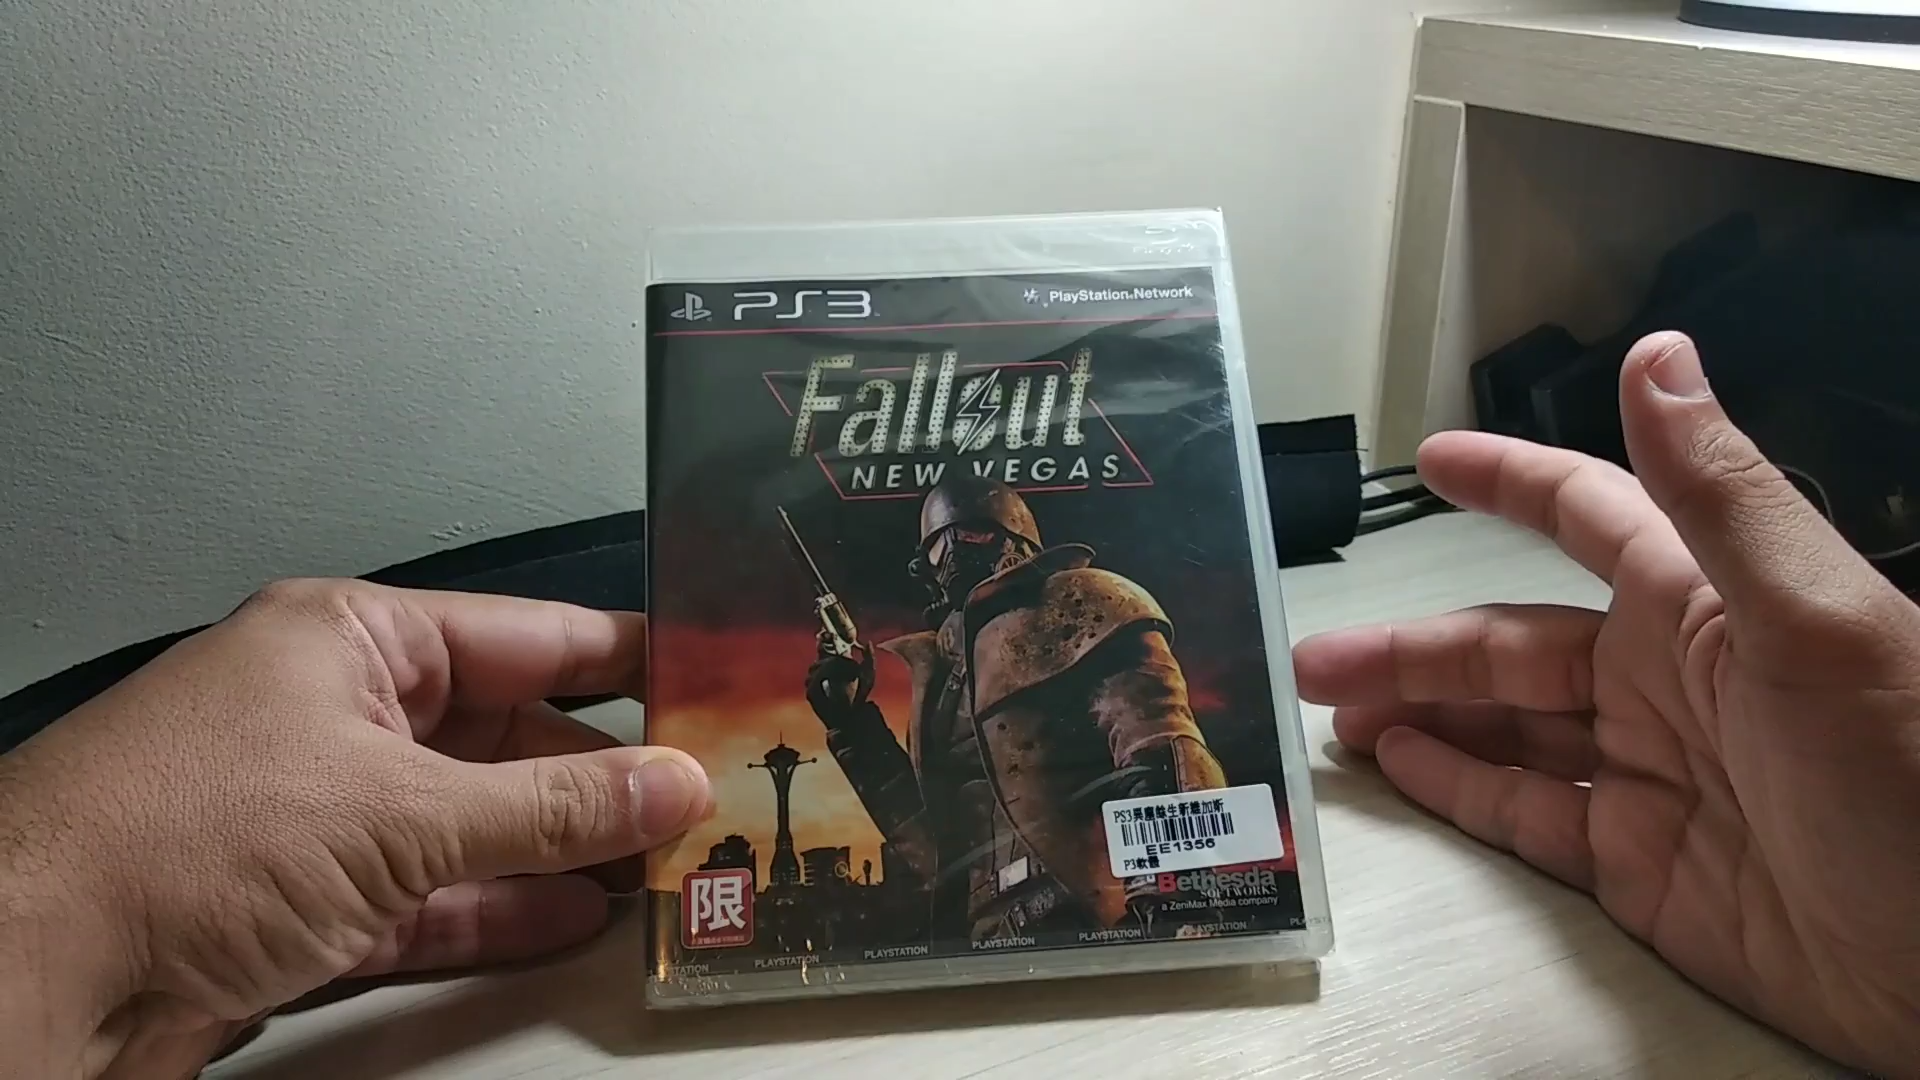 PS3
PlayStation Network
Fallout
NEW VEGAS
PS3異塵餘生新維加斯
EE1356
P3軟體
Bethesda
SOFTWORKS
a ZeniMax Media company
限
PLAYSTATION
PLAYSTATION
PLAYSTATION
PLAYSTATION